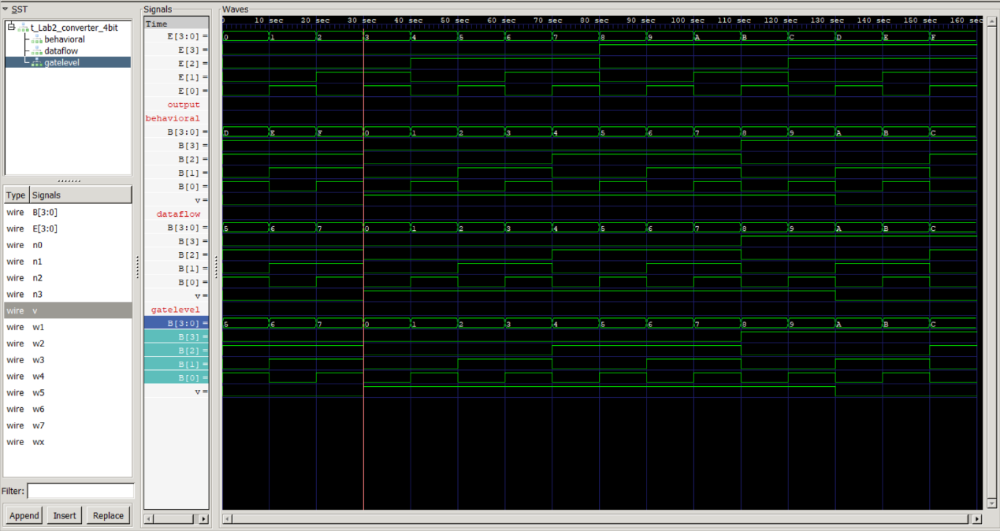 SST
t_Lab2_converter_4bit
behavioral
dataflow
gatelevel
Type Signals
wire B[3:0]
wire E[3:0]
wire n0
wire n1
wire n2
wire n3
wire v
wire w1
wire w2
wire w3
wire w4
wire w5
wire w6
wire w7
wire wx
Filter:
Append Insert Replace
Signals
Time
E[3:0] =
E[3] =
E[2] =
E[1] =
E[0] =
output
behavioral
B[3:0] =
B[3] =
B[2] =
B[1] =
B[0] =
v =
dataflow
B[3:0] =
B[3] =
B[2] =
B[1] =
B[0] =
v =
gatelevel
B[3:0] =
B[3] =
B[2] =
B[1] =
B[0] =
v =
Waves
10 sec 20 sec 30 sec 40 sec 50 sec 60 sec 70 sec 80 sec 90 sec 100 sec 110 sec 120 sec 130 sec 140 sec 150 sec 160 sec
0 1 2 3 4 5 6 7 8 9 A B C D E F
D E F 0 1 2 3 4 5 6 7 8 9 A B C
5 6 7 0 1 2 3 4 5 6 7 8 9 A B C
5 6 7 0 1 2 3 4 5 6 7 8 9 A B C